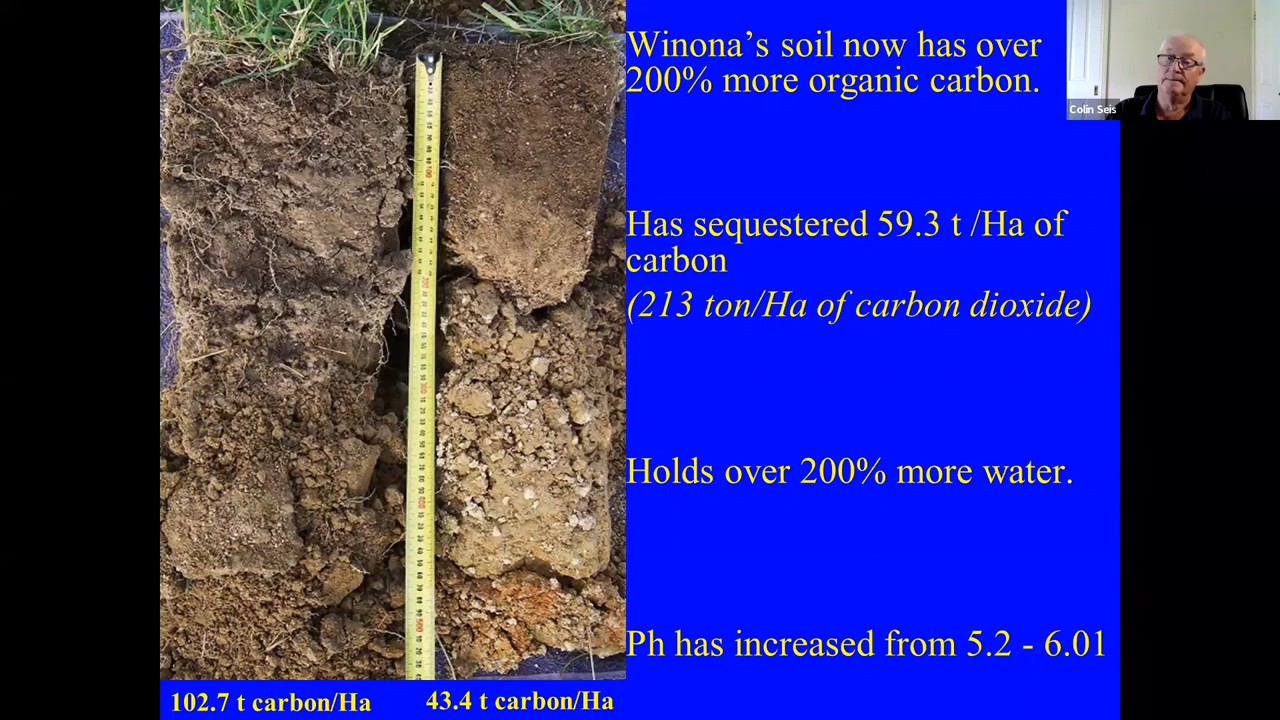 Winona's soil now has over
200% more organic carbon.
Colin Seis
Has sequestered 59.3 t /Ha of
carbon
(213 ton/Ha of carbon dioxide)
Holds over 200% more water.
Ph has increased from 5.2 - 6.01
102.7 t carbon/Ha
43.4 t carbon/Ha